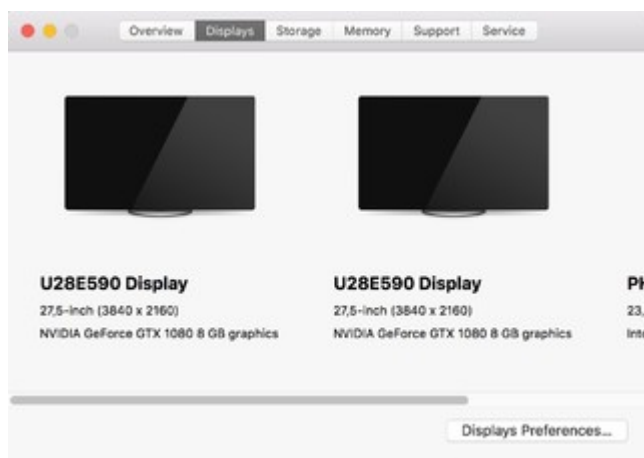 Overview Displays Storage Memory Support Service
U28E590 Display
27,5-inch (3840 x 2160)
NVIDIA GeForce GTX 1080 8 GB graphics
U28E590 Display
27,5-inch (3840 x 2160)
NVIDIA GeForce GTX 1080 8 GB graphics
23,
Displays Preferences...